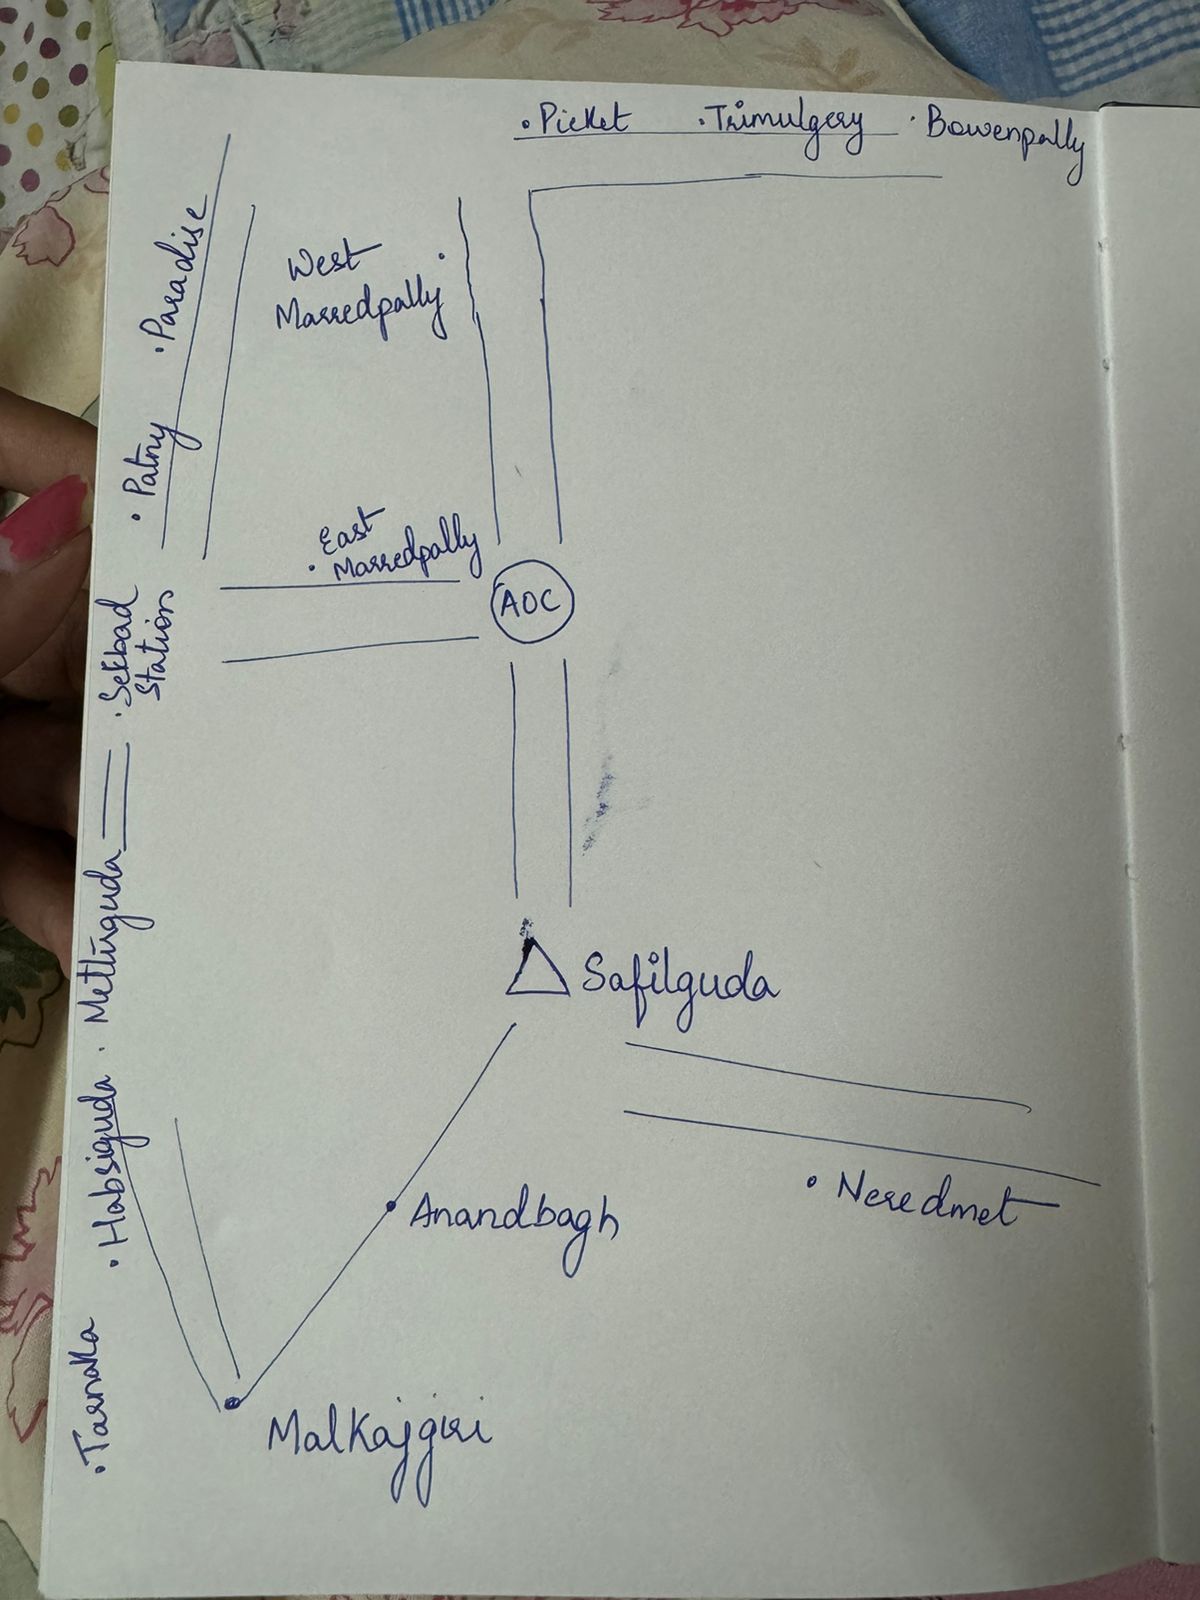 . Picket . Trimulgery . Bowenpally
. Paradise
West
Marredpally
. Patny
East
. Marredpally
AOC
. Sekbad
Station
. Mettuguda
Safilguda
. Habsiguda
Anandbagh
. Neredmet
. Tarnaka
Malkajgiri